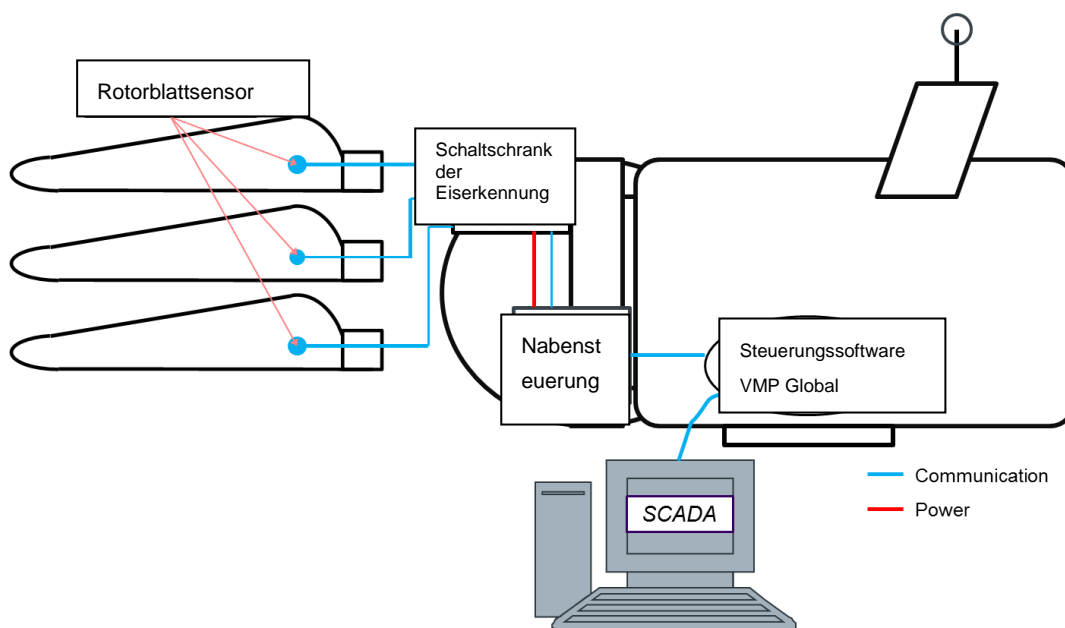 Rotorblattsensor
Schaltschrank
der
Eiserkennung
Nabenst
euerung
Steuerungssoftware
VMP Global
Communication
Power
SCADA